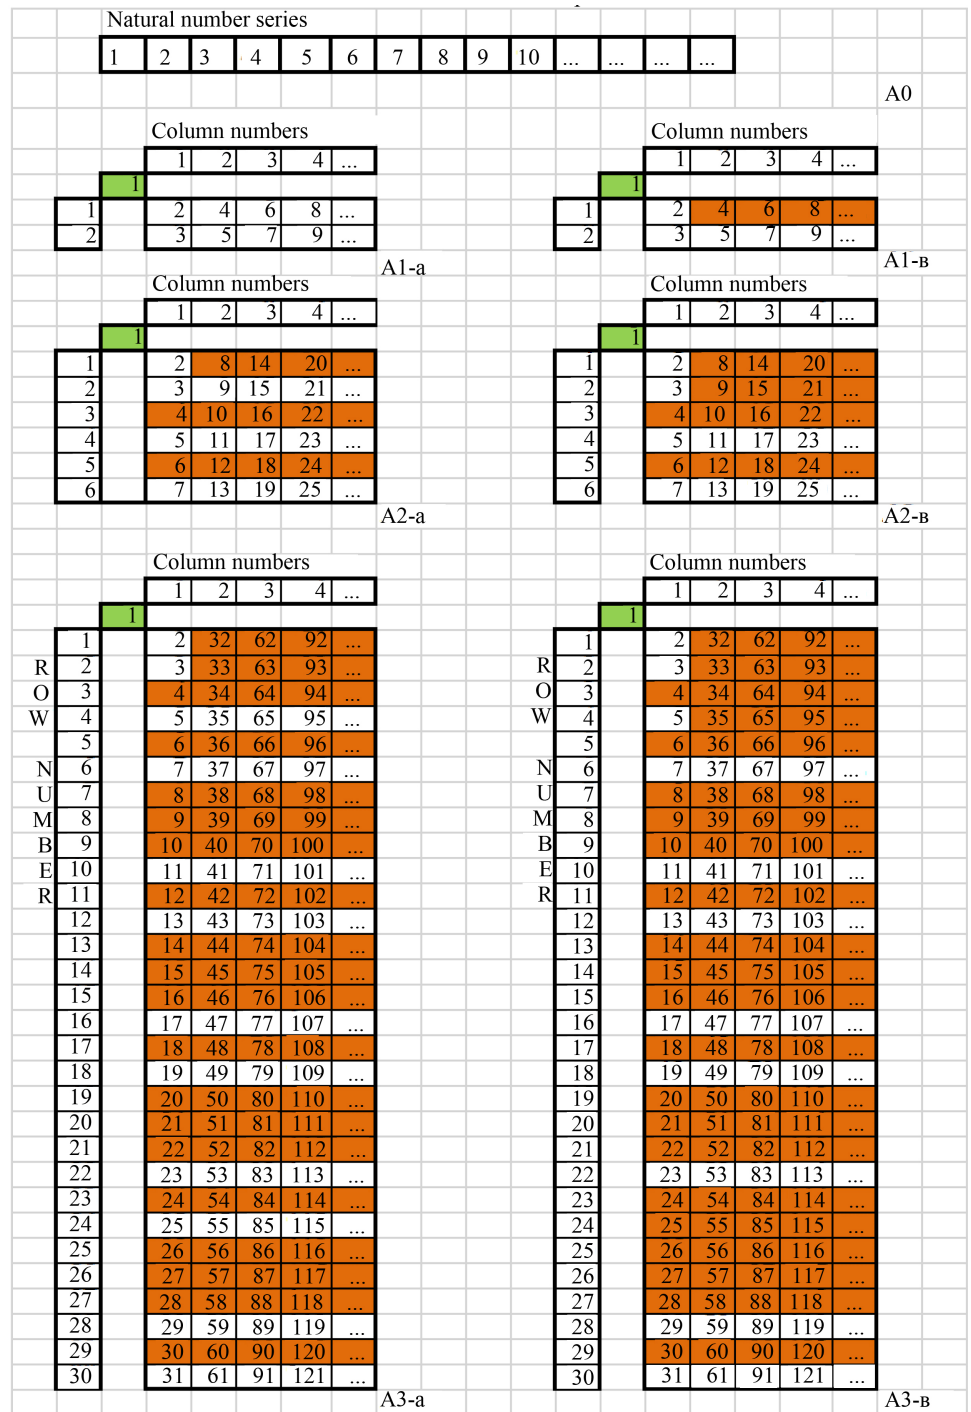 Natural number series
1 2 3 4 5 6 7 8 9 10 ... ... ... ...
A0
Column numbers Column numbers
1 2 3 4 ... 1 2 3 4 ...
1 1
1 2 4 6 8 ... 1 2 4 6 8 ...
2 3 5 7 9 ... 2 3 5 7 9 ...
A1-a A1-в
Column numbers Column numbers
1 2 3 4 ... 1 2 3 4 ...
1 1
1 2 8 14 20 ... 1 2 8 14 20 ...
2 3 9 15 21 ... 2 3 9 15 21 ...
3 4 10 16 22 ... 3 4 10 16 22 ...
4 5 11 17 23 ... 4 5 11 17 23 ...
5 6 12 18 24 ... 5 6 12 18 24 ...
6 7 13 19 25 ... 6 7 13 19 25 ...
A2-a A2-в
Column numbers Column numbers
1 2 3 4 ... 1 2 3 4 ...
1 1
1 2 32 62 92 ... 1 2 32 62 92 ...
R 2 3 33 63 93 ... R 2 3 33 63 93 ...
O 3 4 34 64 94 ... O 3 4 34 64 94 ...
W 4 5 35 65 95 ... W 4 5 35 65 95 ...
5 6 36 66 96 ... 5 6 36 66 96 ...
N 6 7 37 67 97 ... N 6 7 37 67 97 ...
U 7 8 38 68 98 ... U 7 8 38 68 98 ...
M 8 9 39 69 99 ... M 8 9 39 69 99 ...
B 9 10 40 70 100 ... B 9 10 40 70 100 ...
E 10 11 41 71 101 ... E 10 11 41 71 101 ...
R 11 12 42 72 102 ... R 11 12 42 72 102 ...
12 13 43 73 103 ... 12 13 43 73 103 ...
13 14 44 74 104 ... 13 14 44 74 104 ...
14 15 45 75 105 ... 14 15 45 75 105 ...
15 16 46 76 106 ... 15 16 46 76 106 ...
16 17 47 77 107 ... 16 17 47 77 107 ...
17 18 48 78 108 ... 17 18 48 78 108 ...
18 19 49 79 109 ... 18 19 49 79 109 ...
19 20 50 80 110 ... 19 20 50 80 110 ...
20 21 51 81 111 ... 20 21 51 81 111 ...
21 22 52 82 112 ... 21 22 52 82 112 ...
22 23 53 83 113 ... 22 23 53 83 113 ...
23 24 54 84 114 ... 23 24 54 84 114 ...
24 25 55 85 115 ... 24 25 55 85 115 ...
25 26 56 86 116 ... 25 26 56 86 116 ...
26 27 57 87 117 ... 26 27 57 87 117 ...
27 28 58 88 118 ... 27 28 58 88 118 ...
28 29 59 89 119 ... 28 29 59 89 119 ...
29 30 60 90 120 ... 29 30 60 90 120 ...
30 31 61 91 121 ... 30 31 61 91 121 ...
A3-a A3-в